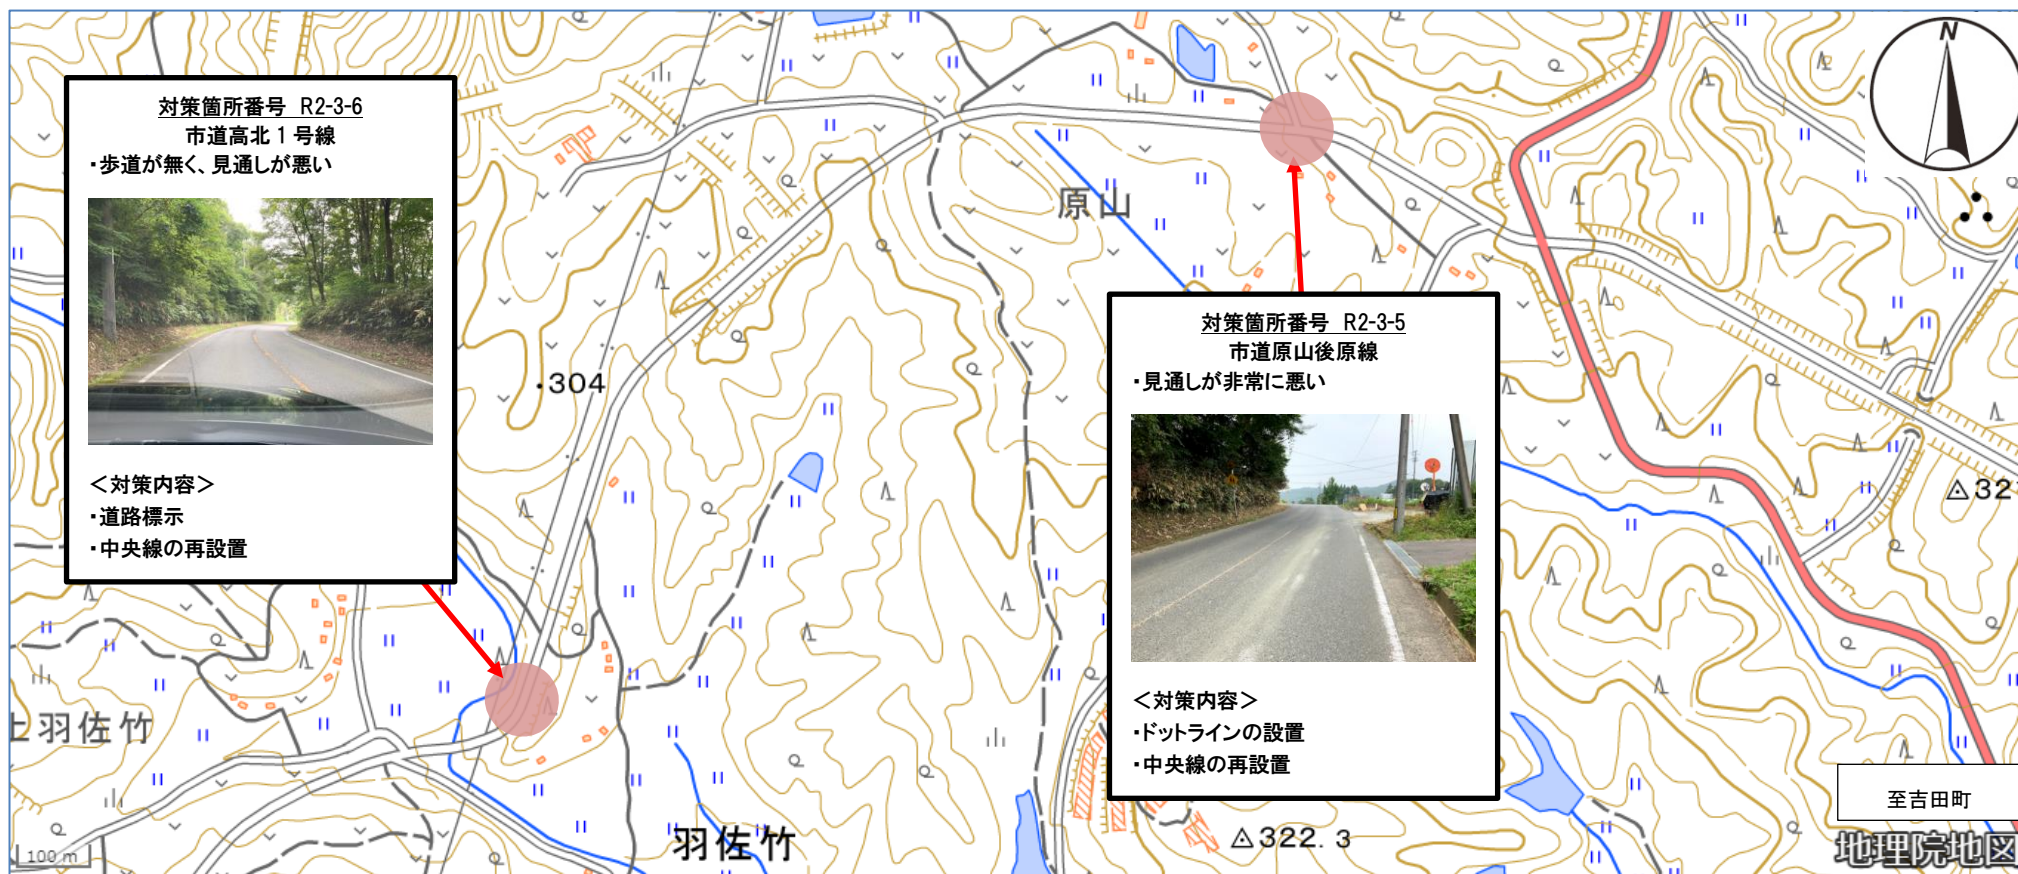 対策箇所番号 R2-3-6
市道高北1号線
・歩道が無く、見通しが悪い
<対策内容>
・道路標示
・中央線の再設置
対策箇所番号 R2-3-5
市道原山後原線
・見通しが非常に悪い
<対策内容>
・ドットラインの設置
・中央線の再設置
N
原山
・304
上羽佐竹
羽佐竹
322.3
32
至吉田町
地理院地図
100 m